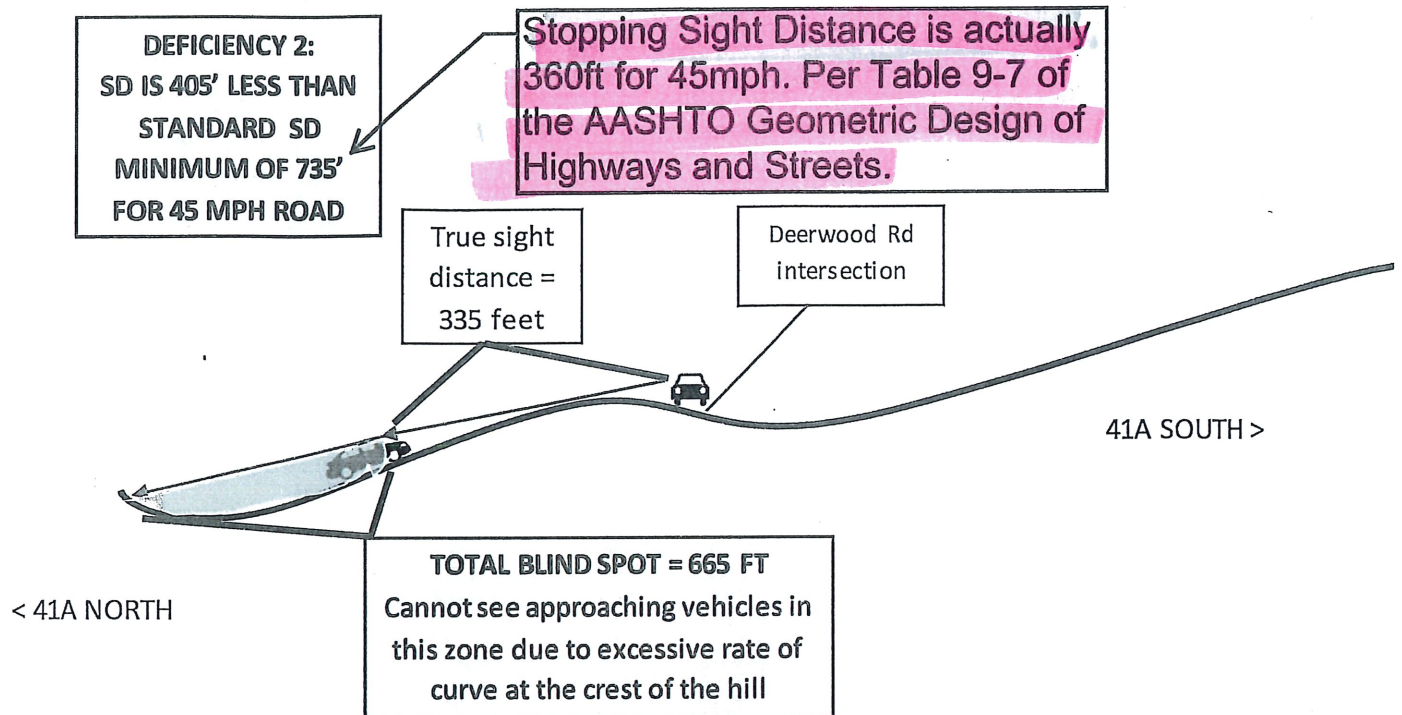 DEFICIENCY 2:
SD IS 405' LESS THAN
STANDARD SD
MINIMUM OF 735'
FOR 45 MPH ROAD
Stopping Sight Distance is actually
360ft for 45mph. Per Table 9-7 of
the AASHTO Geometric Design of
Highways and Streets.
True sight
distance =
335 feet
Deerwood Rd
intersection
41A SOUTH >
< 41A NORTH
TOTAL BLIND SPOT = 665 FT
Cannot see approaching vehicles in
this zone due to excessive rate of
curve at the crest of the hill